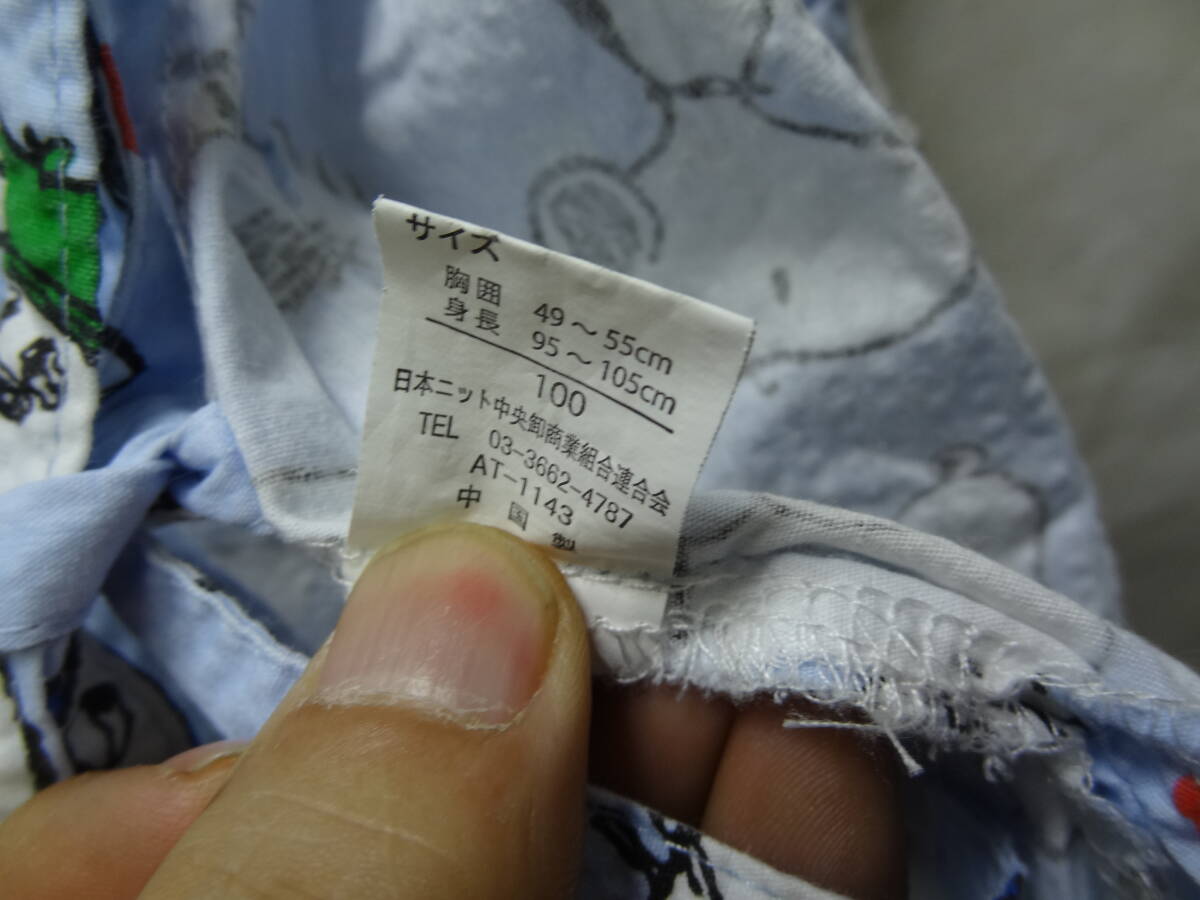 サイズ
胸囲 49～55cm
身長 95～105cm
100
日本ニット中央卸商業組合連合会
TEL 03-3662-4787
AT-1143
中国製